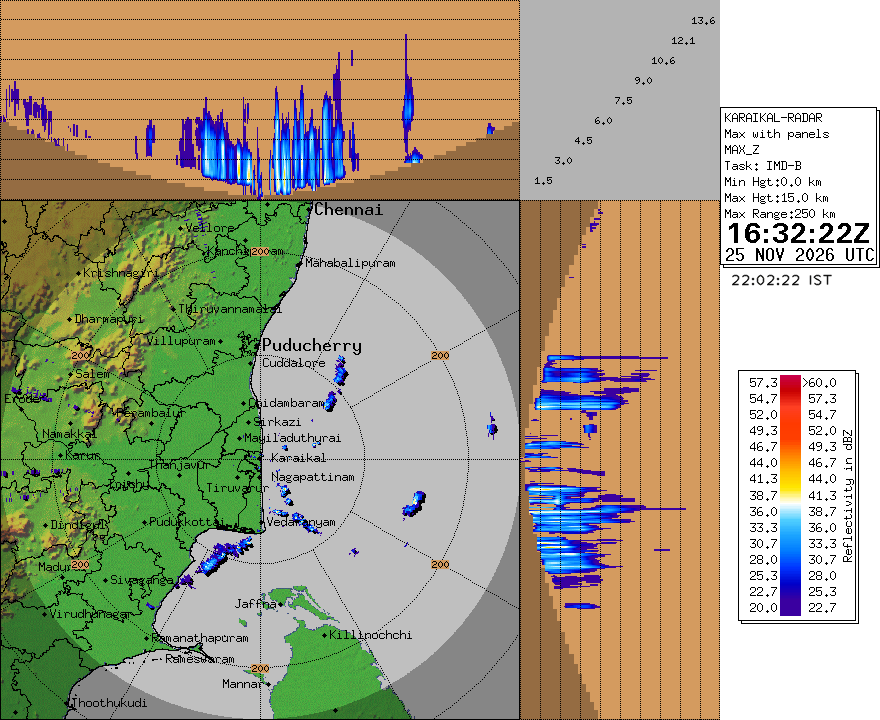 13.6
12.1
10.6
9.0
7.5
6.0
4.5
3.0
1.5
KARAIKAL-RADAR
Max with panels
MAX_Z
Task: IMD-B
Min Hgt:0.0 km
Max Hgt:15.0 km
Max Range:250 km
16:32:22Z
25 NOV 2026 UTC
22:02:22 IST
Chennai
Vellore
200
Mahabalipuram
Krishnagiri
Thiruvannamalai
Dharmapuri
Villupuram
Puducherry
200
200
Cuddalore
Salem
Chidambaram
Perambalur
Sirkazi
Namakkal
Mayiladuthurai
Karur
Thanjavur
Karaikal
Nagapattinam
Tiruvarur
Dindigul
Pudukkottai
Vedaranyam
200
200
Sivaganga
Jaffna
Virudhunagar
Ramanathapuram
Killinochchi
Rameswaram
200
Mannar
Thoothukudi
57.3 >60.0
54.7 57.3
52.0 54.7
49.3 52.0
46.7 49.3
44.0 46.7
41.3 44.0
38.7 41.3
36.0 38.7
33.3 36.0
30.7 33.3
28.0 30.7
25.3 28.0
22.7 25.3
20.0 22.7
Reflectivity in dBZ